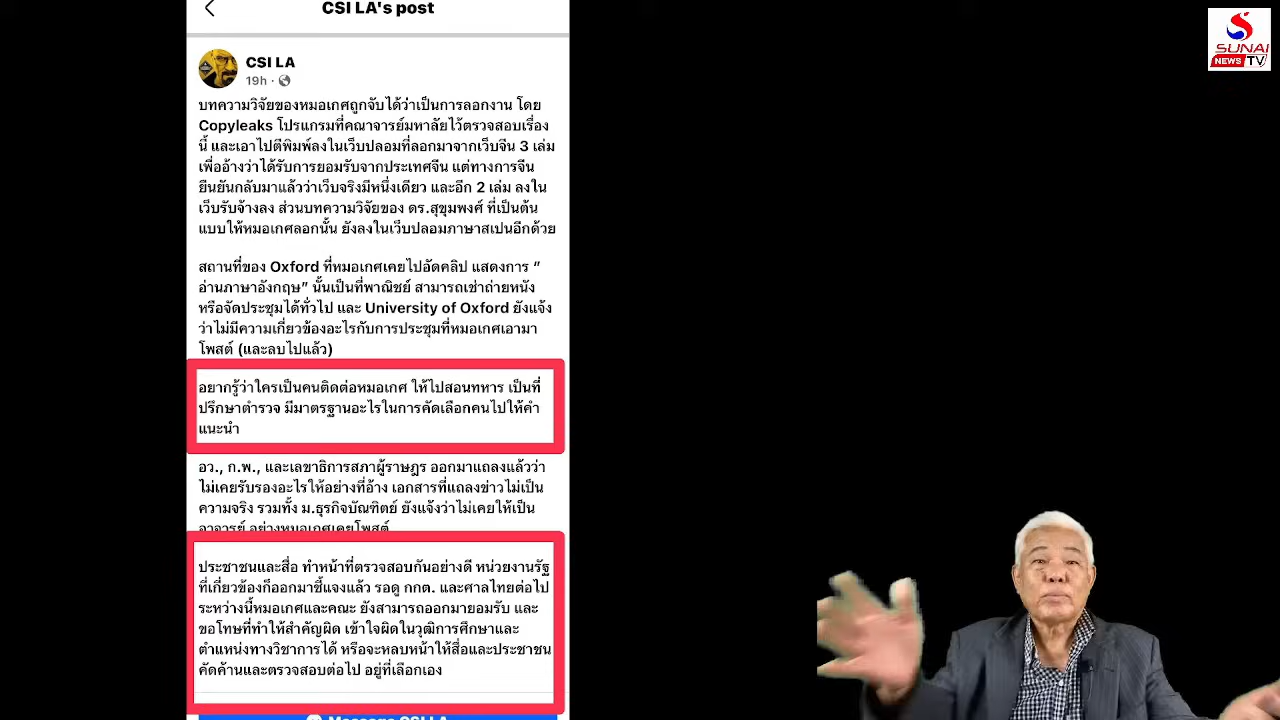 CSI LA's post
SUNAI
NEWS TV
CSI LA
19h ·
บทความวิจัยของหมอเกศถูกจับได้ว่าเป็นการลอกงาน โดย
Copyleaks โปรแกรมที่คณาจารย์มหาลัยไว้ตรวจสอบเรื่อง
นี้ และเอาไปตีพิมพ์ลงในเว็บปลอมที่ลอกมาจากเว็บจีน 3 เล่ม
เพื่ออ้างว่าได้รับการยอมรับจากประเทศจีน แต่ทางการจีน
ยืนยันกลับมาแล้วว่าเว็บจริงมีหนึ่งเดียว และอีก 2 เล่ม ลงใน
เว็บรับจ้างลง ส่วนบทความวิจัยของ ดร.สุขุมพงศ์ ที่เป็นต้น
แบบให้หมอเกศลอกนั้น ยังลงในเว็บปลอมภาษาสเปนอีกด้วย
สถานที่ของ Oxford ที่หมอเกศเคยไปอัดคลิป แสดงการ ”
อ่านภาษาอังกฤษ” นั้นเป็นที่พาณิชย์ สามารถเช่าถ่ายหนัง
หรือจัดประชุมได้ทั่วไป และ University of Oxford ยังแจ้ง
ว่าไม่มีความเกี่ยวข้องอะไรกับการประชุมที่หมอเกศเอามา
โพสต์ (และลบไปแล้ว)
อยากรู้ว่าใครเป็นคนติดต่อหมอเกศ ให้ไปสอนทหาร เป็นที่
ปรึกษาตำรวจ มีมาตรฐานอะไรในการคัดเลือกคนไปให้คำ
แนะนำ
อว., ก.พ., และเลขาธิการสภาผู้ราษฎร ออกมาแถลงแล้วว่า
ไม่เคยรับรองอะไรให้อย่างที่อ้าง เอกสารที่แถลงข่าวไม่เป็น
ความจริง รวมทั้ง ม.ธุรกิจบัณฑิตย์ ยังแจ้งว่าไม่เคยให้เป็น
อาจารย์ อย่างหมอเกศเคยโพสต์
ประชาชนและสื่อ ทำหน้าที่ตรวจสอบกันอย่างดี หน่วยงานรัฐ
ที่เกี่ยวข้องก็ออกมาชี้แจงแล้ว รอดู กกต. และศาลไทยต่อไป
ระหว่างนี้หมอเกศและคณะ ยังสามารถออกมายอมรับ และ
ขอโทษที่ทำให้สำคัญผิด เข้าใจผิดในวุฒิการศึกษาและ
ตำแหน่งทางวิชาการได้ หรือจะหลบหน้าให้สื่อและประชาชน
คัดค้านและตรวจสอบต่อไป อยู่ที่เลือกเอง
Message CSI LA